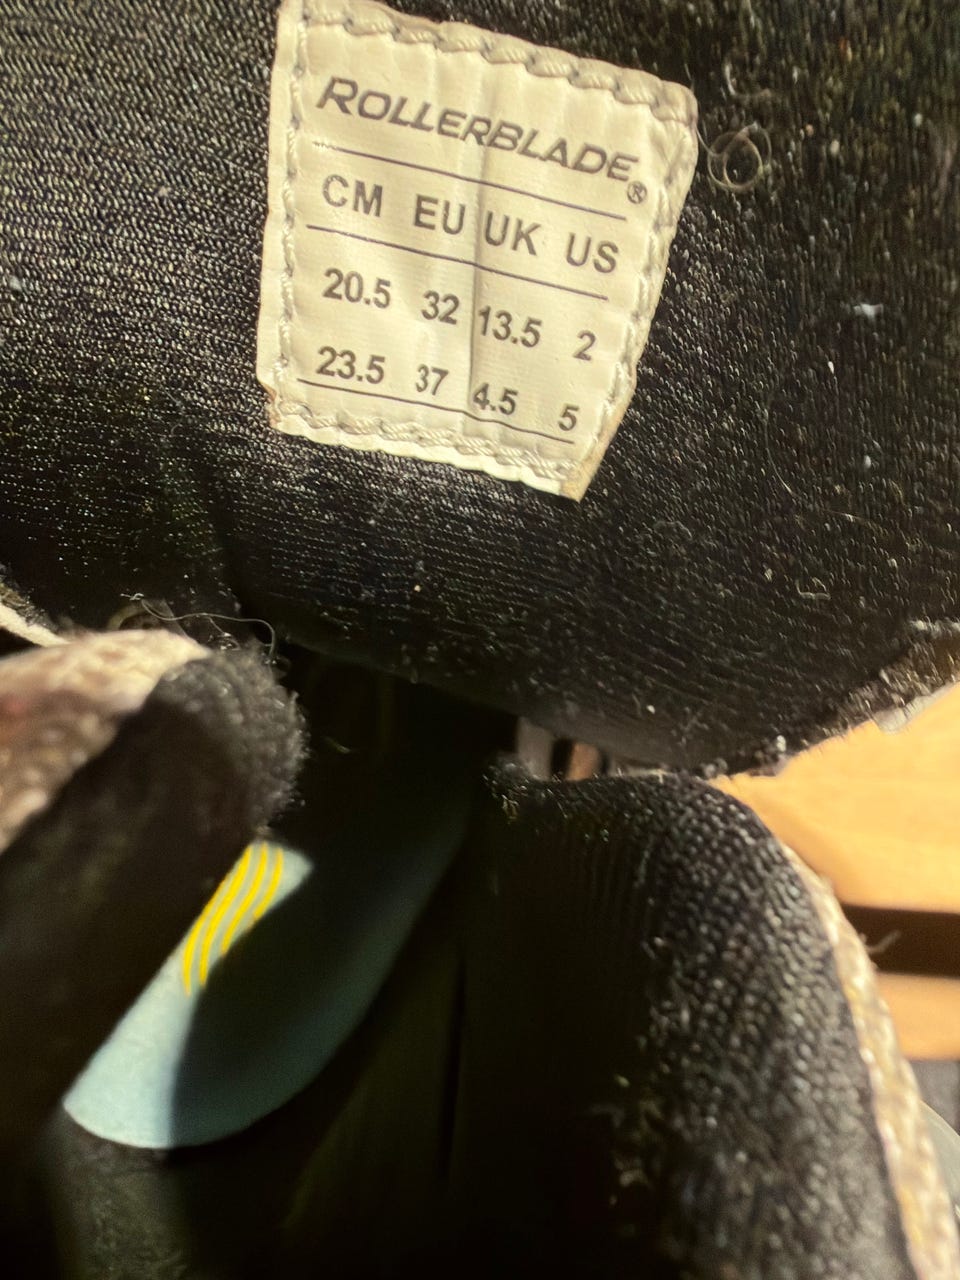 ROLLERBLADE®
CM EU UK US
20.5 32 13.5 2
23.5 37 4.5 5